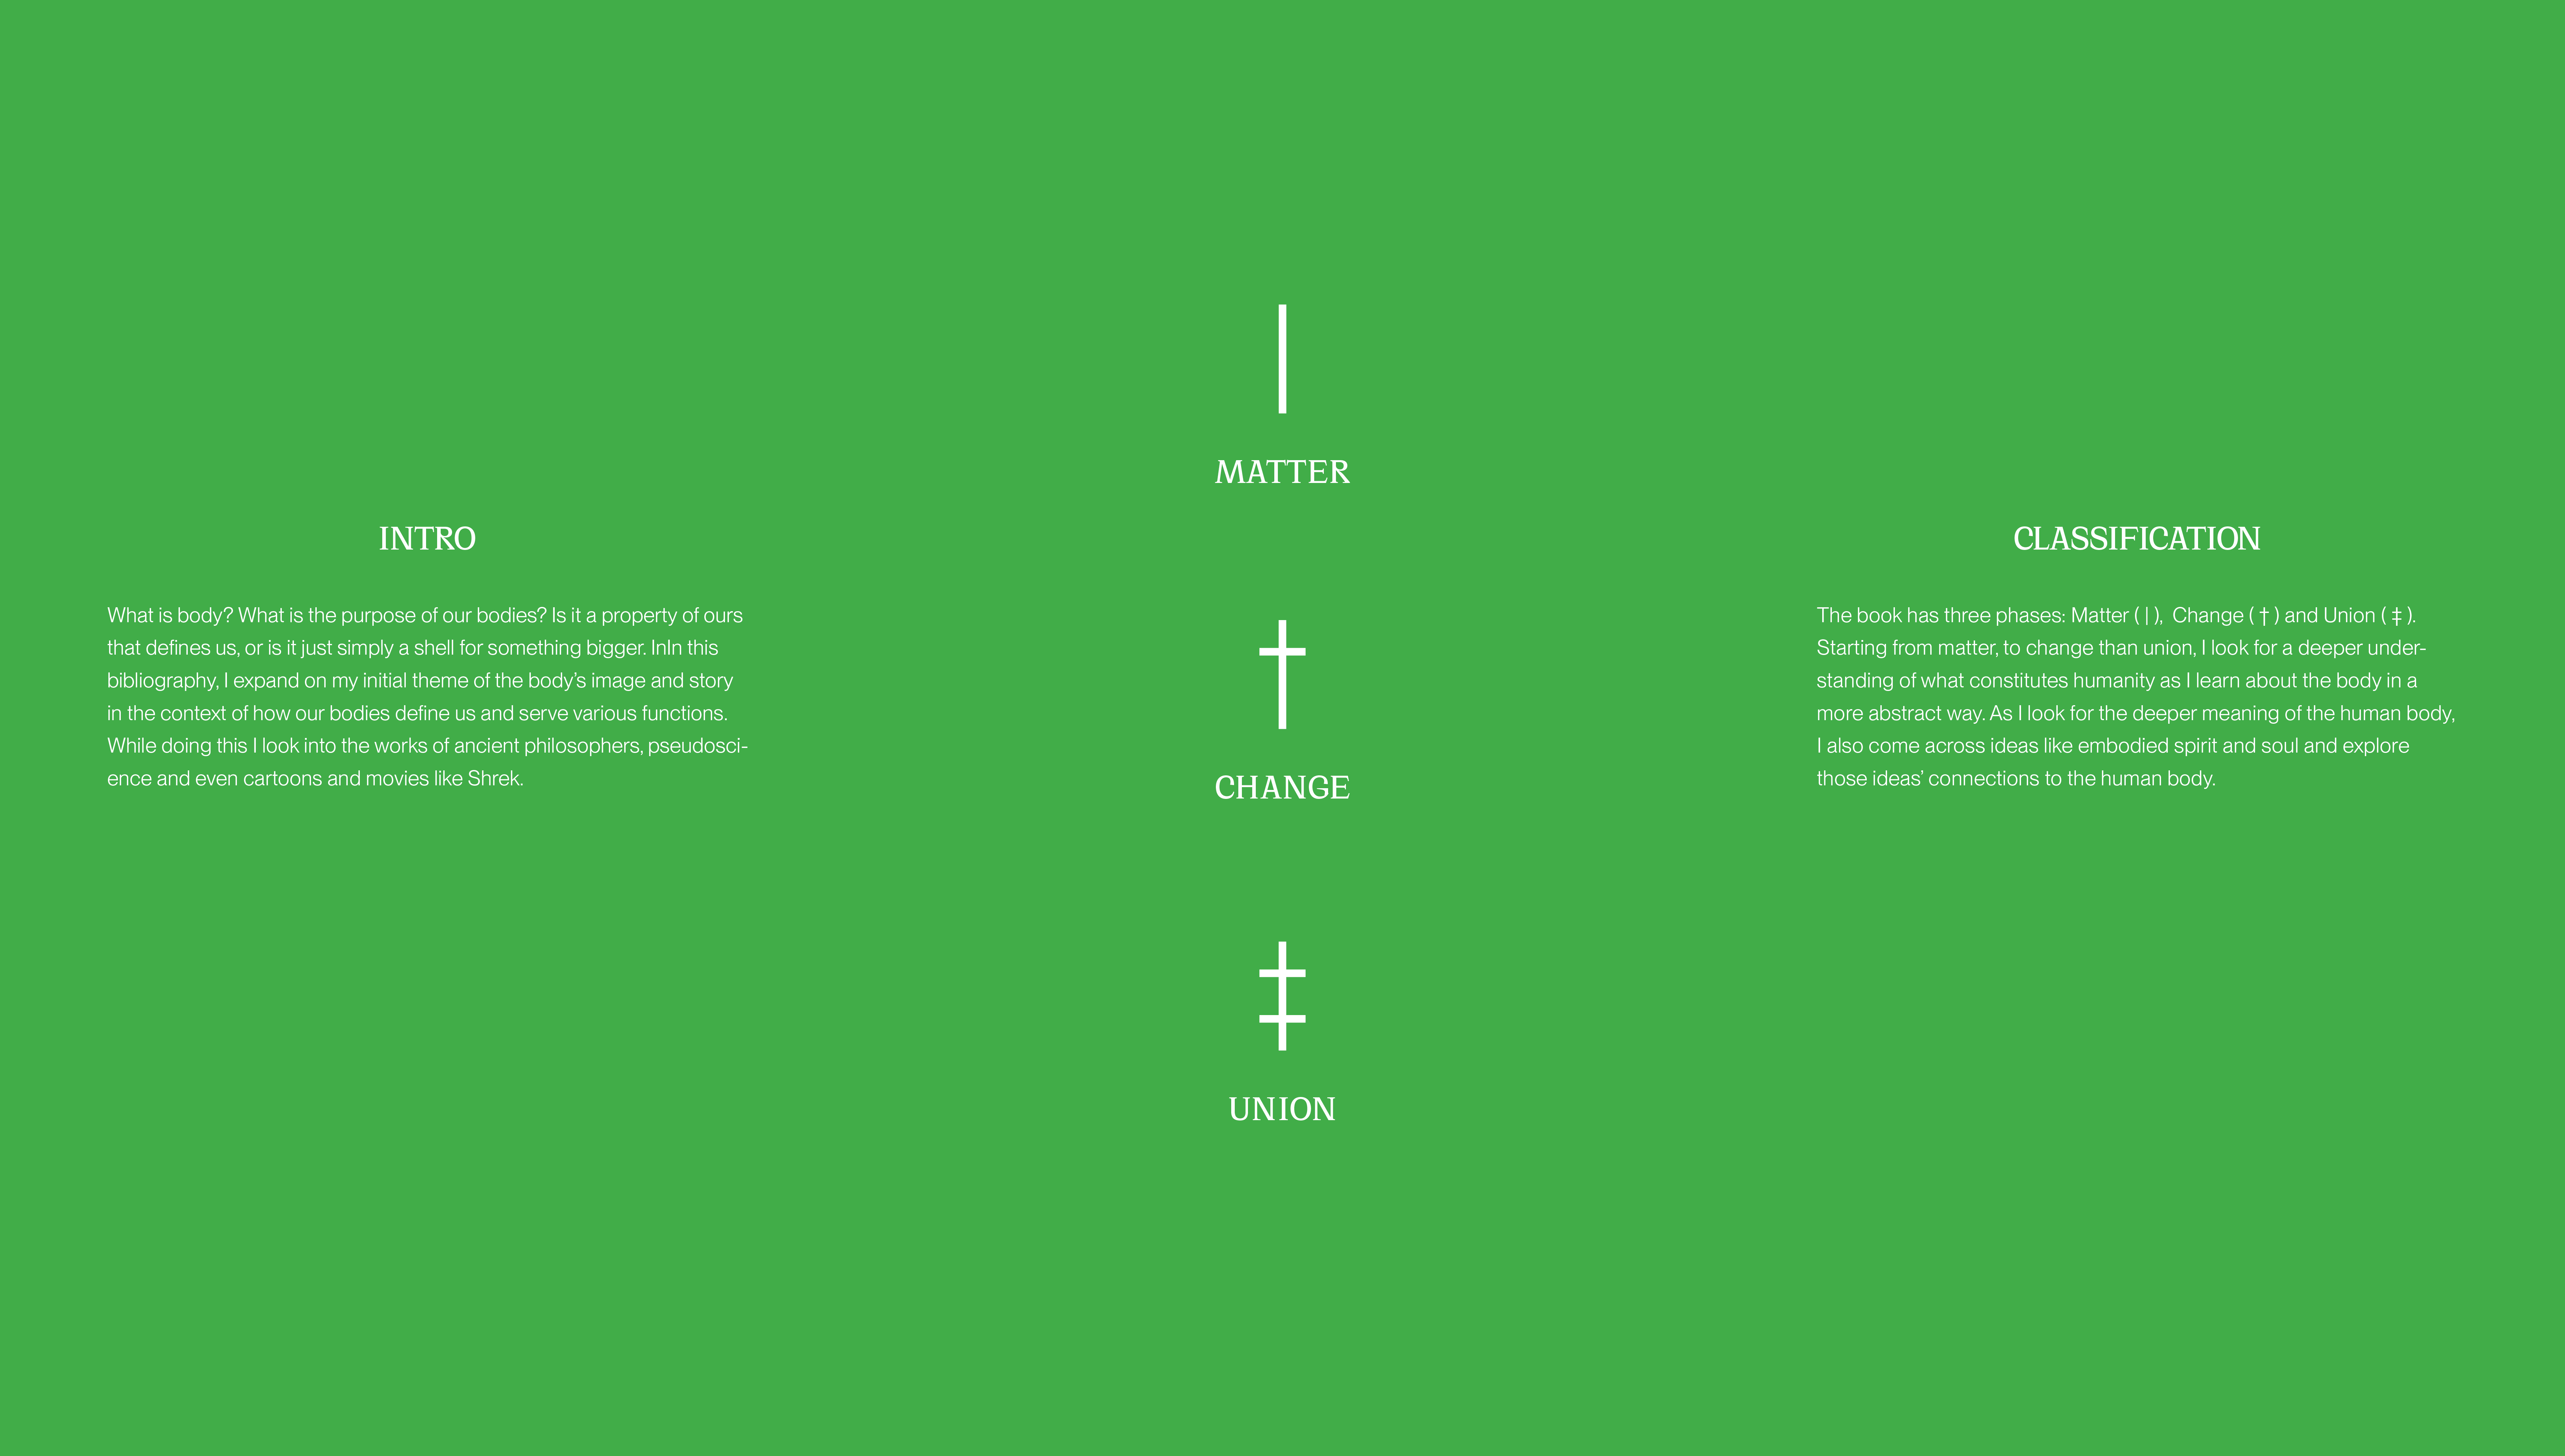 INTRO
What is body? What is the purpose of our bodies? Is it a property of ours
that defines us, or is it just simply a shell for something bigger. InIn this
bibliography, I expand on my initial theme of the body’s image and story
in the context of how our bodies define us and serve various functions.
While doing this I look into the works of ancient philosophers, pseudosci-
ence and even cartoons and movies like Shrek.
|
MATTER
†
CHANGE
‡
UNION
CLASSIFICATION
The book has three phases: Matter ( | ),  Change ( † ) and Union ( ‡ ).
Starting from matter, to change than union, I look for a deeper under-
standing of what constitutes humanity as I learn about the body in a
more abstract way. As I look for the deeper meaning of the human body,
I also come across ideas like embodied spirit and soul and explore
those ideas’ connections to the human body.